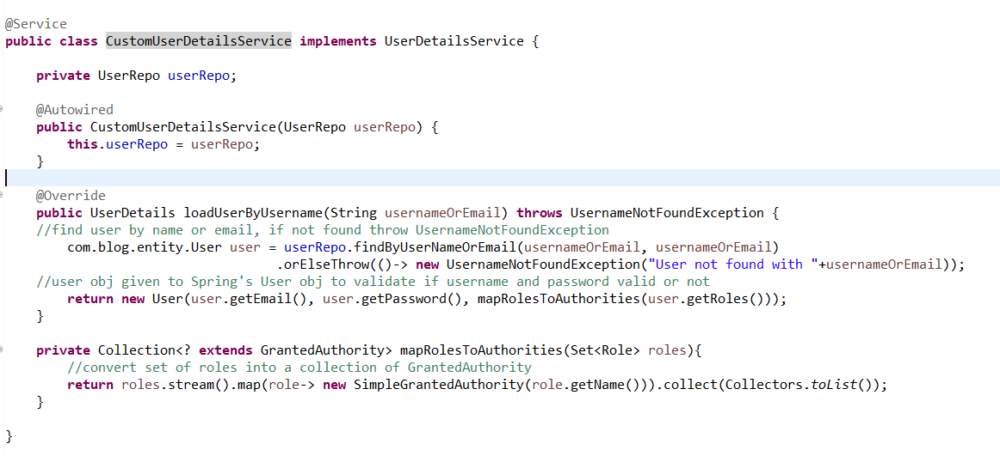 @Service
public class CustomUserDetailsService implements UserDetailsService {
private UserRepo userRepo;
@Autowired
public CustomUserDetailsService(UserRepo userRepo) {
this.userRepo = userRepo;
}
@Override
public UserDetails loadUserByUsername(String usernameOrEmail) throws UsernameNotFoundException {
//find user by name or email, if not found throw UsernameNotFoundException
com.blog.entity.User user = userRepo.findByUserNameOrEmail(usernameOrEmail, usernameOrEmail)
.orElseThrow(()-> new UsernameNotFoundException("User not found with "+usernameOrEmail));
//user obj given to Spring's User obj to validate if username and password valid or not
return new User(user.getEmail(), user.getPassword(), mapRolesToAuthorities(user.getRoles()));
}
private Collection<? extends GrantedAuthority> mapRolesToAuthorities(Set<Role> roles){
//convert set of roles into a collection of GrantedAuthority
return roles.stream().map(role-> new SimpleGrantedAuthority(role.getName())).collect(Collectors.toList());
}
}